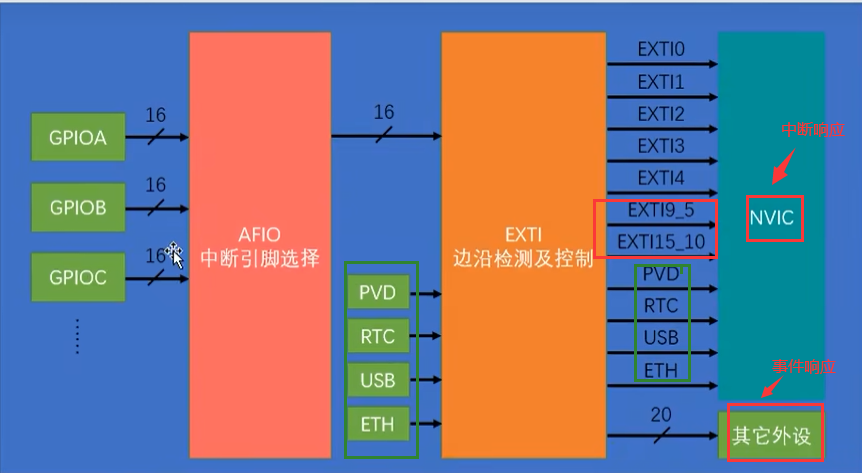 GPIOA
16
GPIOB
16
GPIOC
16
AFIO
中断引脚选择
16
PVD
RTC
USB
ETH
EXTI
边沿检测及控制
EXTI0
EXTI1
EXTI2
EXTI3
EXTI4
EXTI9_5
EXTI15_10
PVD
RTC
USB
ETH
20
中断响应
NVIC
事件响应
其它外设